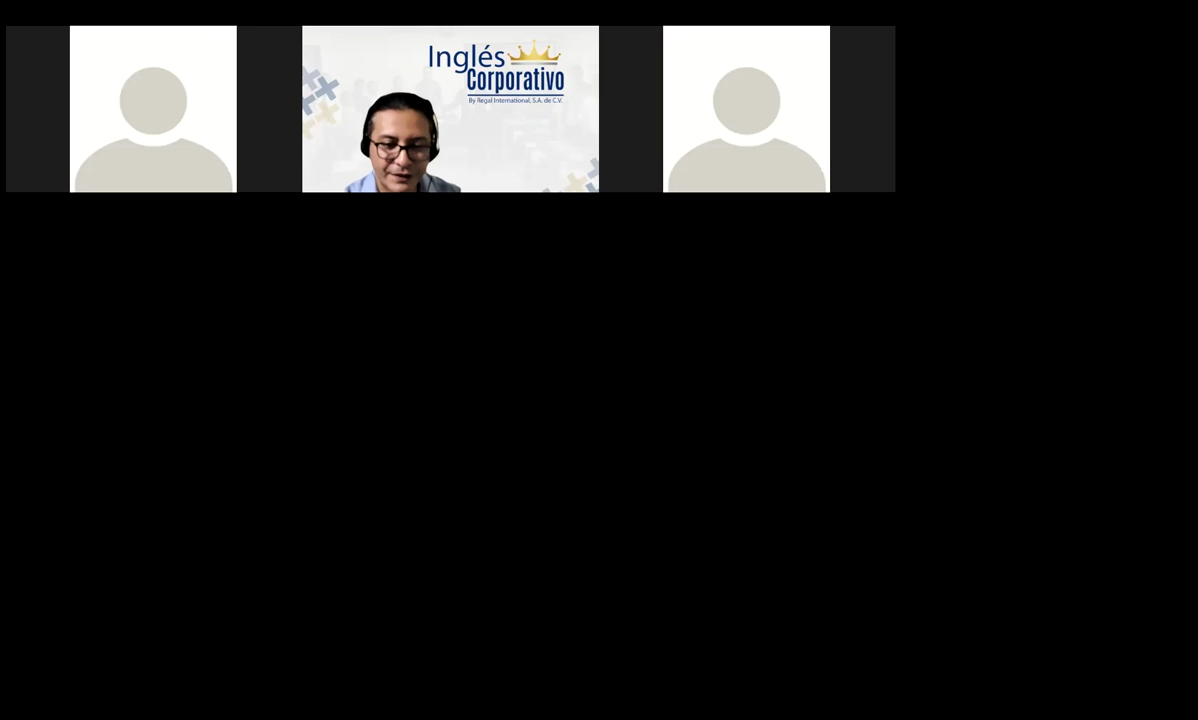 Inglés
Corporativo
By Regal International, S.A. de C.V.